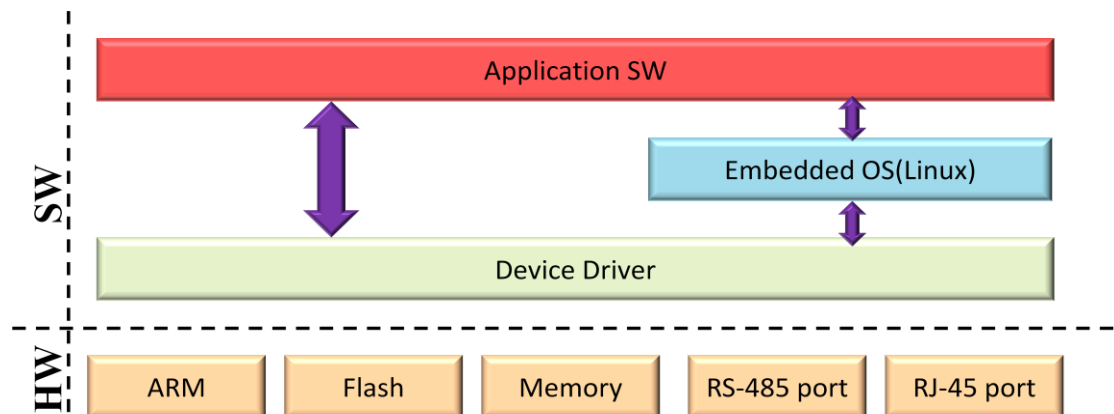 Application SW
Embedded OS(Linux)
SW
Device Driver
HW
ARM
Flash
Memory
RS-485 port
RJ-45 port